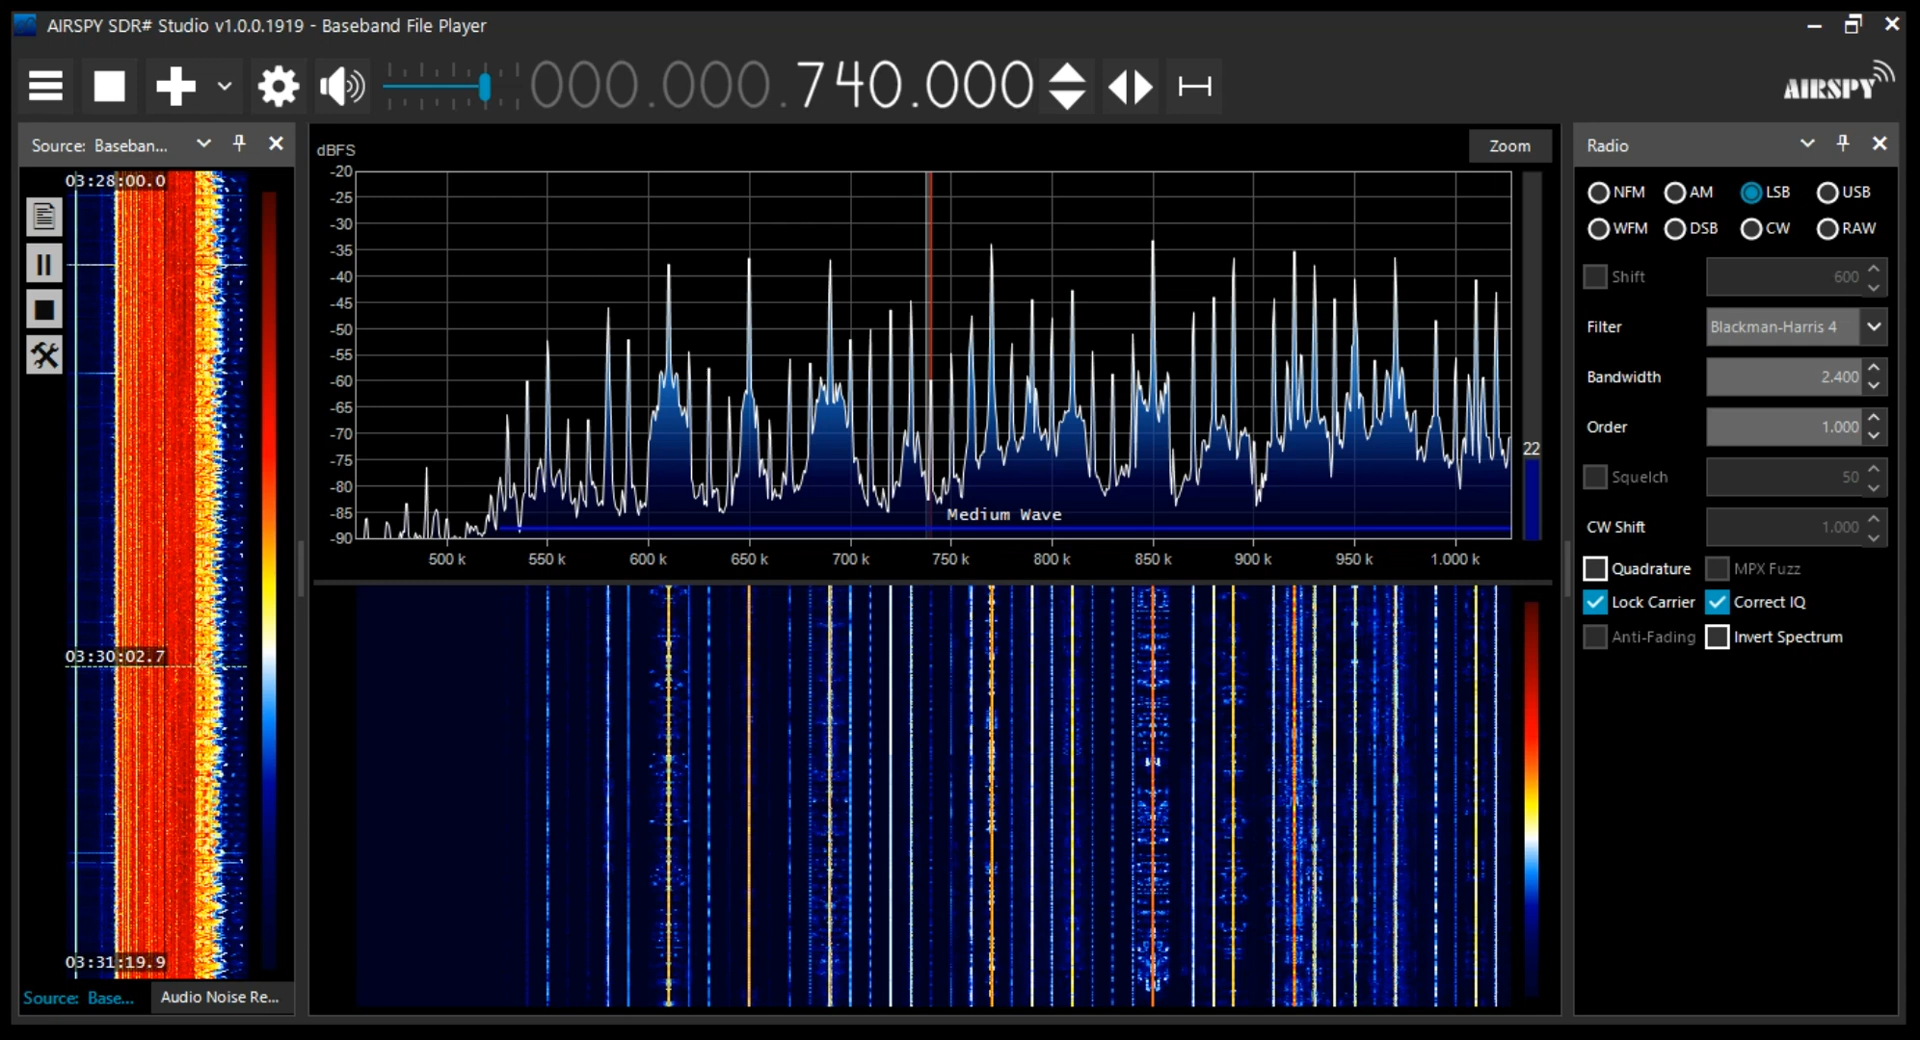 AIRSPY SDR# Studio v1.0.0.1919 - Baseband File Player
000.000.740.000
AIRSPY
Source: Baseban...
03:28:00.0
03:30:02.7
03:31:19.9
Source: Base...
Audio Noise Re...
dBFS
Zoom
-20
-25
-30
-35
-40
-45
-50
-55
-60
-65
-70
-75
-80
-85
-90
22
Medium Wave
500 k 550 k 600 k 650 k 700 k 750 k 800 k 850 k 900 k 950 k 1.000 k
Radio
NFM AM LSB USB
WFM DSB CW RAW
Shift 600
Filter Blackman-Harris 4
Bandwidth 2.400
Order 1.000
Squelch 50
CW Shift 1.000
Quadrature MPX Fuzz
Lock Carrier Correct IQ
Anti-Fading Invert Spectrum